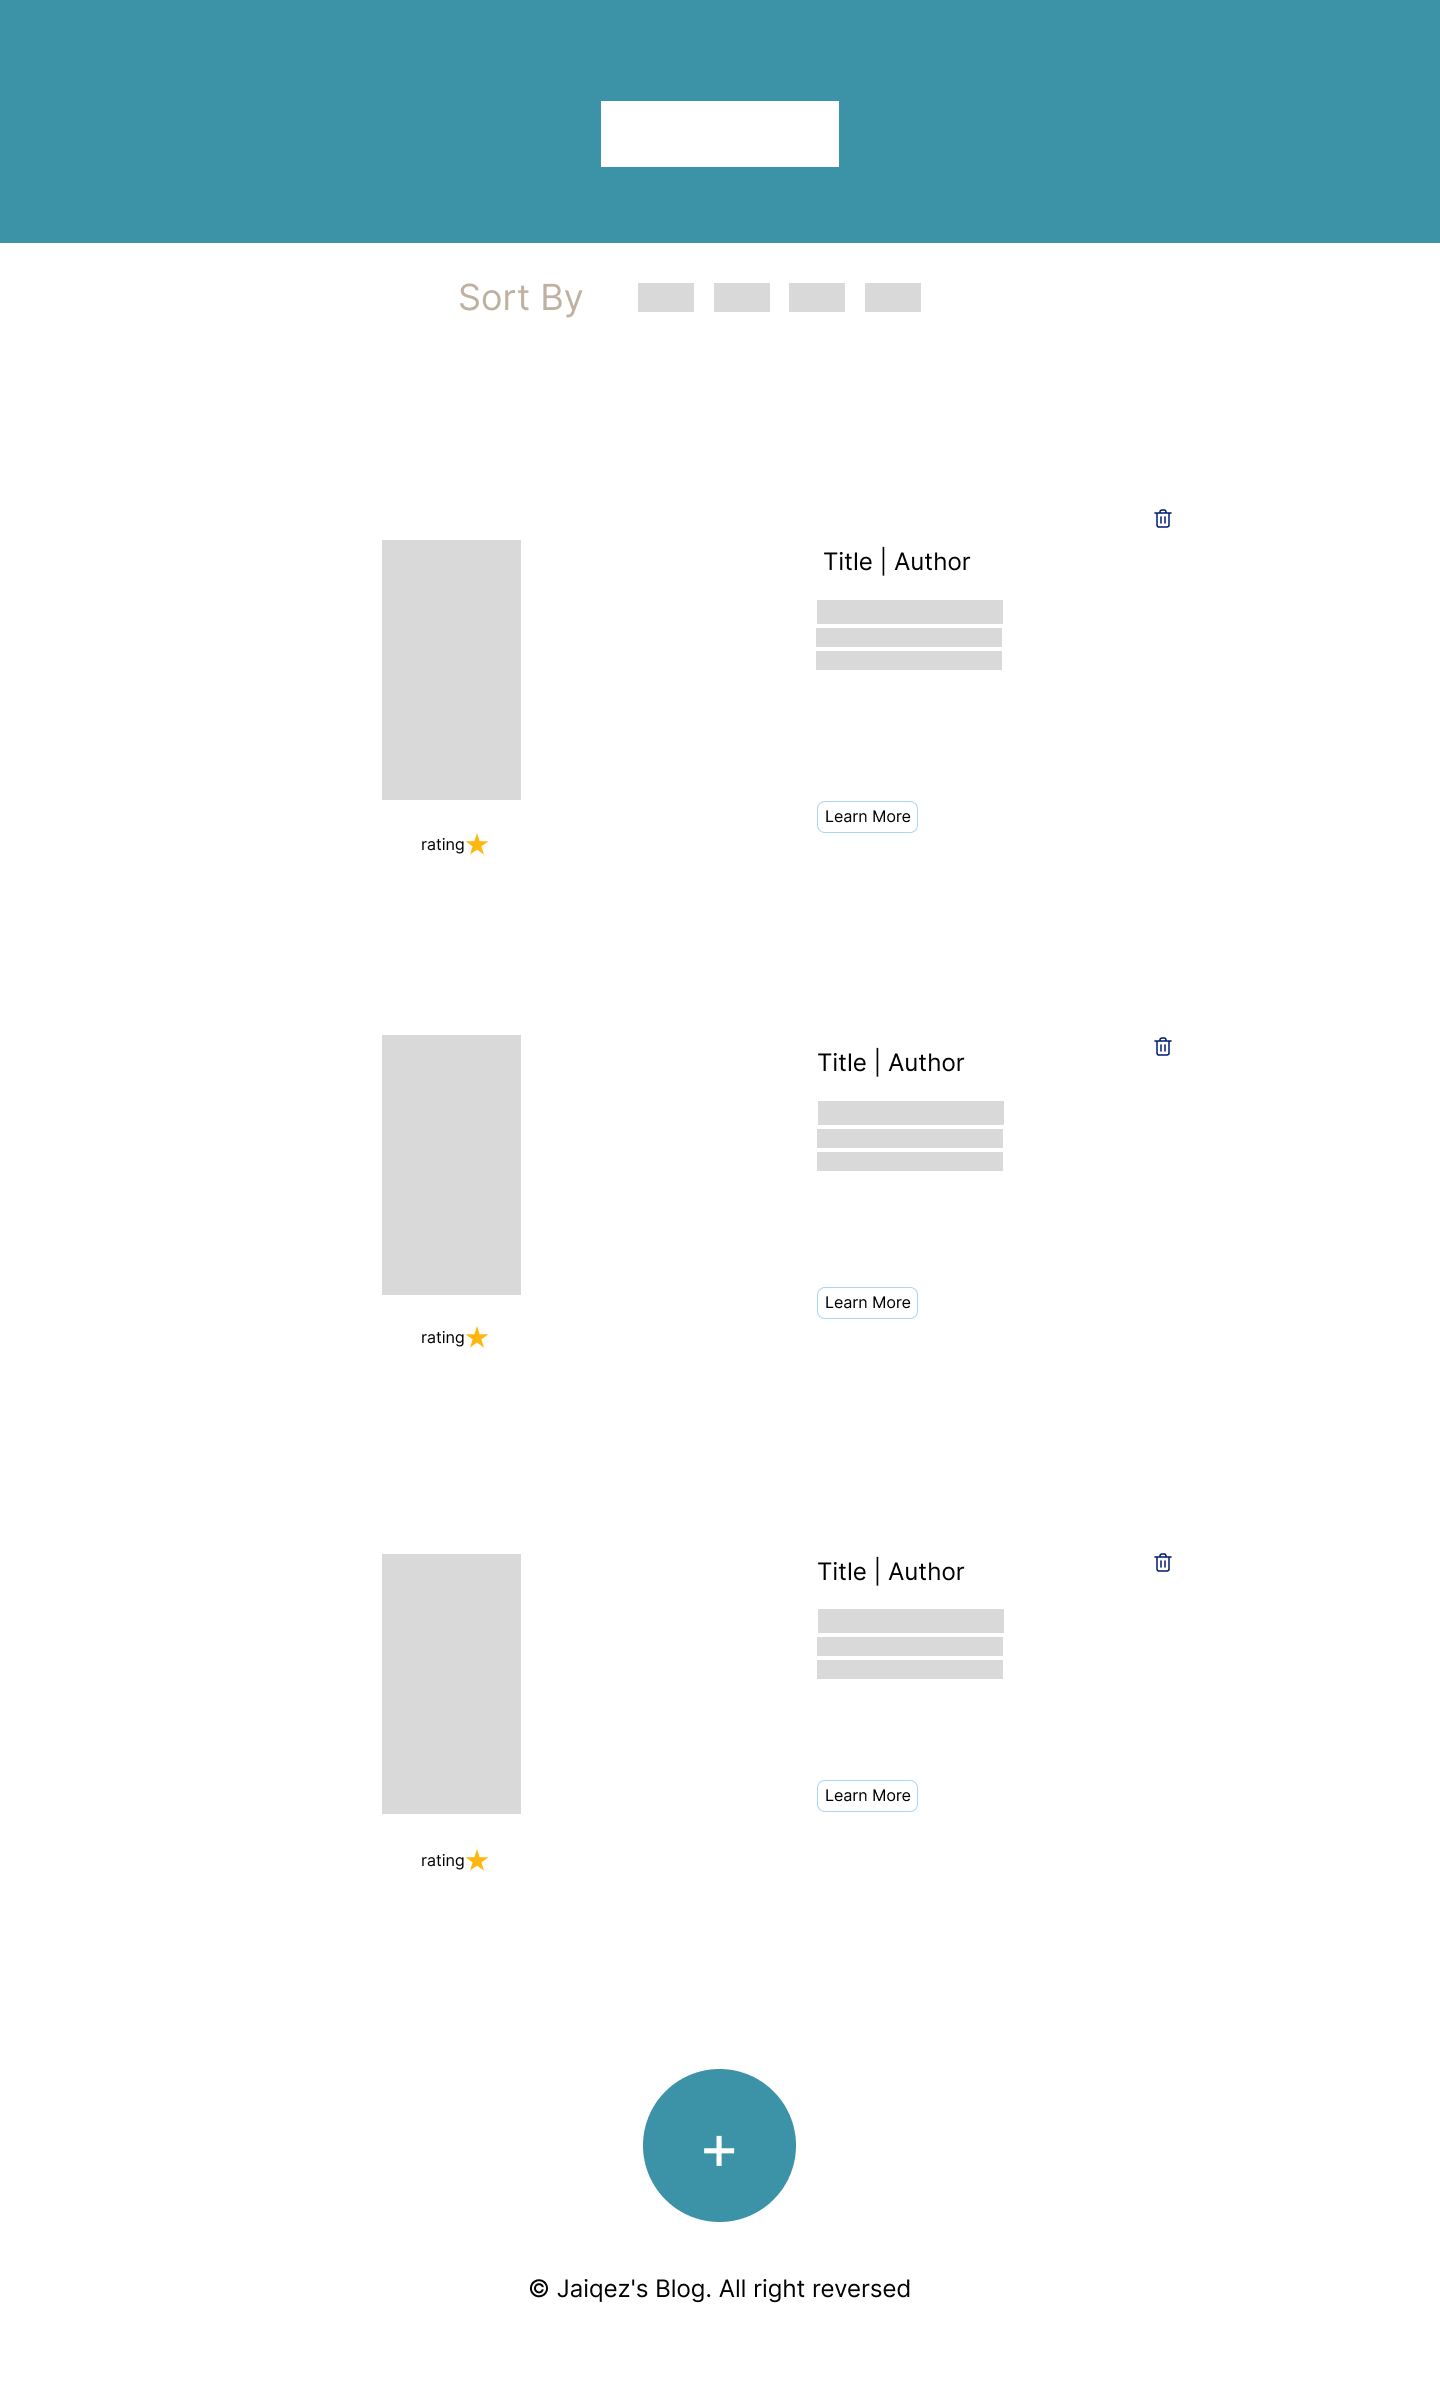 Sort By
Title | Author
Learn More
rating
Title | Author
Learn More
rating
Title | Author
Learn More
rating
+
© Jaiqez's Blog. All right reversed